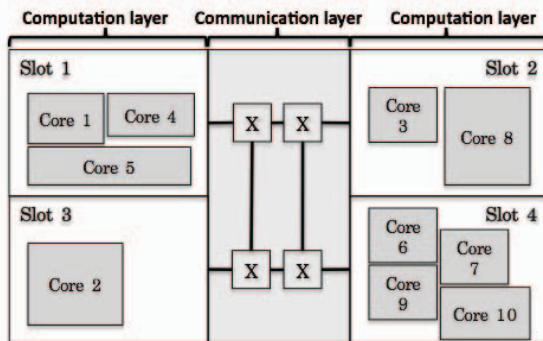 Computation layer Communication layer Computation layer
Slot 1
Core 1 Core 4
Core 5
X X
X X
Slot 2
Core
3
Core 8
Slot 3
Core 2
Slot 4
Core
6
Core
7
Core
9
Core 10